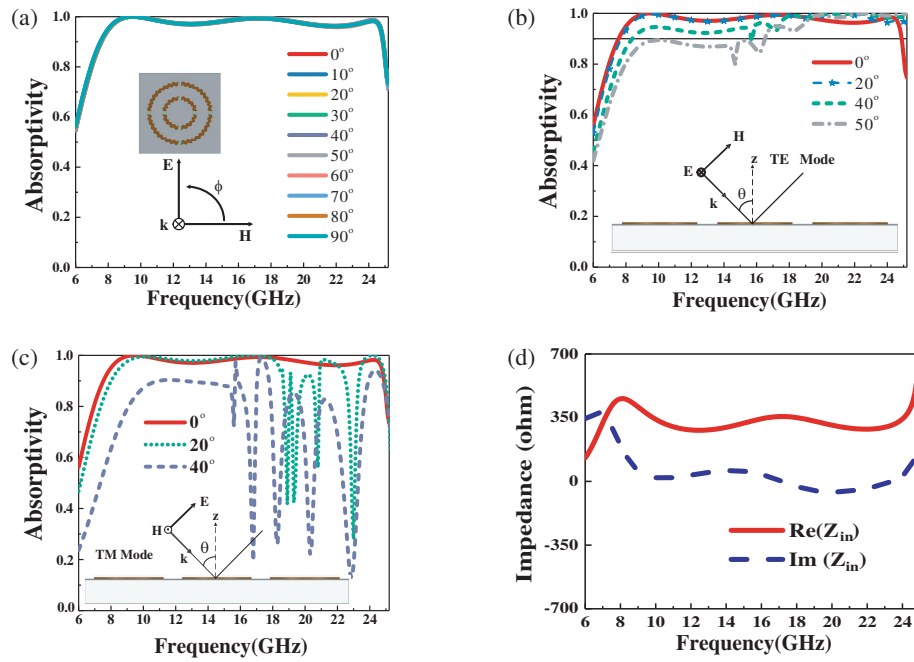 (a)
1.0
0.8
0.6
0.4
0.2
0.0
Absorptivity
6 8 10 12 14 16 18 20 22 24
Frequency(GHz)
0°
10°
20°
30°
40°
50°
60°
70°
80°
90°
E
ϕ
k
H
(b)
1.0
0.8
0.6
0.4
0.2
0.0
Absorptivity
6 8 10 12 14 16 18 20 22 24
Frequency(GHz)
0°
20°
40°
50°
H
z TE Mode
E
k θ
(c)
1.0
0.8
0.6
0.4
0.2
0.0
Absorptivity
6 8 10 12 14 16 18 20 22 24
Frequency(GHz)
0°
20°
40°
E
z
H
TM Mode k θ
(d)
700
350
0
-350
-700
Impedance (ohm)
6 8 10 12 14 16 18 20 22 24
Frequency(GHz)
Re(Zin)
Im (Zin)